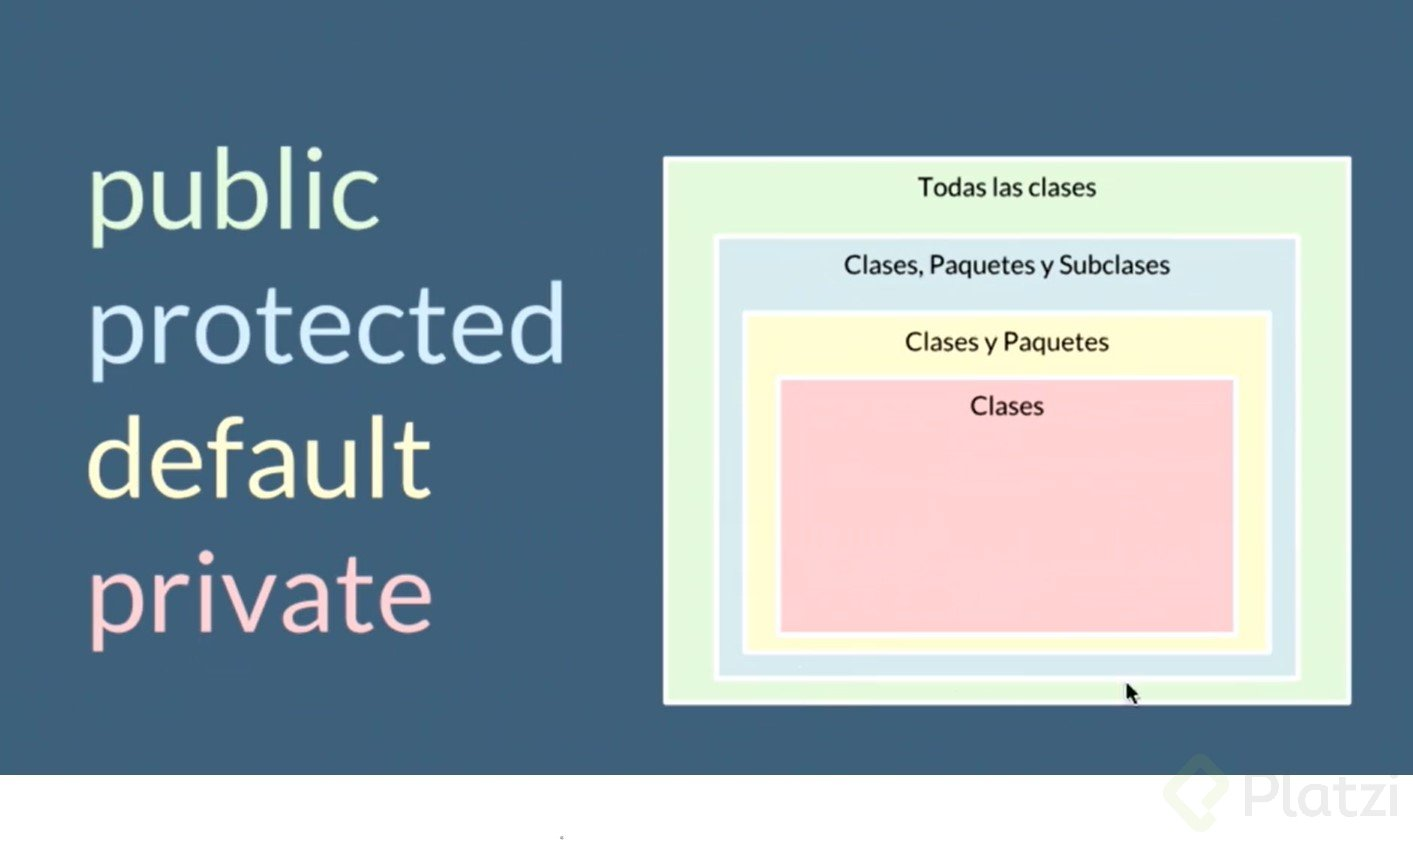 public
protected
default
private
Todas las clases
Clases, Paquetes y Subclases
Clases y Paquetes
Clases
Platzi